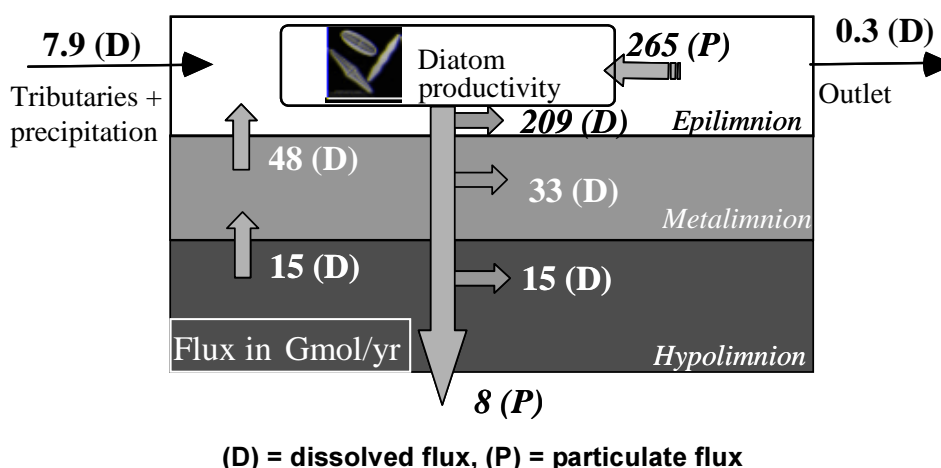 7.9 (D)
Tributaries +
precipitation
Diatom
productivity
265 (P)
0.3 (D)
Outlet
209 (D)
Epilimnion
48 (D)
33 (D)
Metalimnion
15 (D)
15 (D)
Flux in Gmol/yr
Hypolimnion
8 (P)
(D) = dissolved flux, (P) = particulate flux